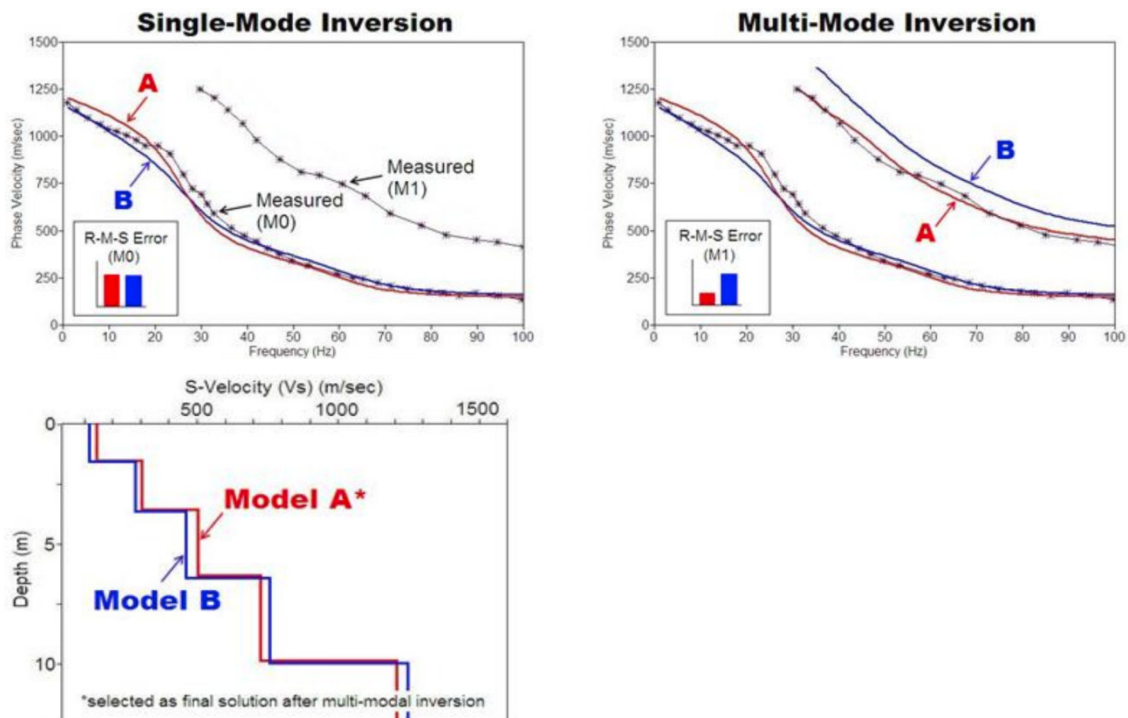 Single-Mode Inversion
1500
1250
1000
750
500
250
0
Phase Velocity (m/sec)
A
B
Measured
(M1)
Measured
(M0)
R-M-S Error
(M0)
0 10 20 30 40 50 60 70 80 90 100
Frequency (Hz)
Multi-Mode Inversion
1500
1250
1000
750
500
250
0
Phase Velocity (m/sec)
B
A
R-M-S Error
(M1)
0 10 20 30 40 50 60 70 80 90 100
Frequency (Hz)
S-Velocity (Vs) (m/sec)
500 1000 1500
0
5
10
Depth (m)
Model A*
Model B
*selected as final solution after multi-modal inversion